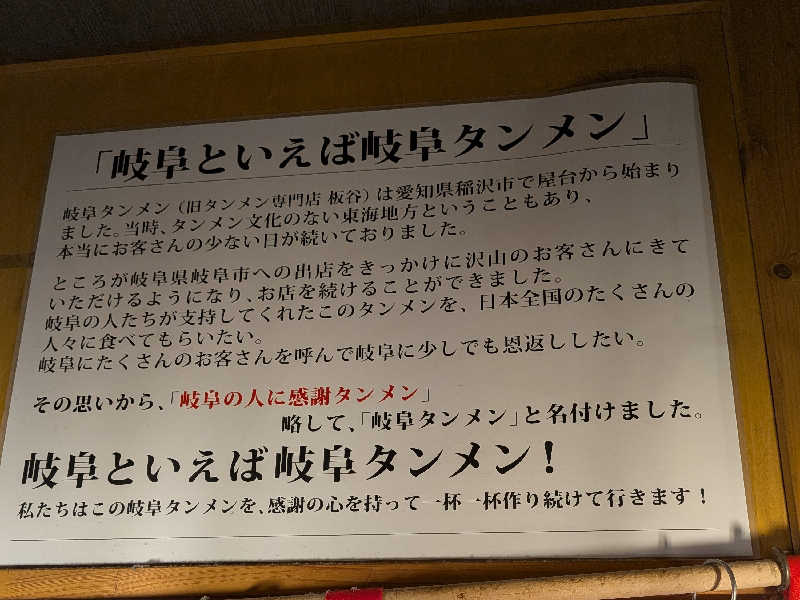 「岐阜といえば岐阜タンメン」
岐阜タンメン（旧タンメン専門店 板谷）は愛知県稲沢市で屋台から始まり
ました。当時、タンメン文化のない東海地方ということもあり、
本当にお客さんの少ない日が続いておりました。
ところが岐阜県岐阜市への出店をきっかけに沢山のお客さんにきて
いただけるようになり、お店を続けることができました。
岐阜の人たちが支持してくれたこのタンメンを、日本全国のたくさんの
人々に食べてもらいたい。
岐阜にたくさんのお客さんを呼んで岐阜に少しでも恩返ししたい。
その思いから、「岐阜の人に感謝タンメン」
略して、「岐阜タンメン」と名付けました。
岐阜といえば岐阜タンメン！
私たちはこの岐阜タンメンを、感謝の心を持って一杯一杯作り続けて行きます！